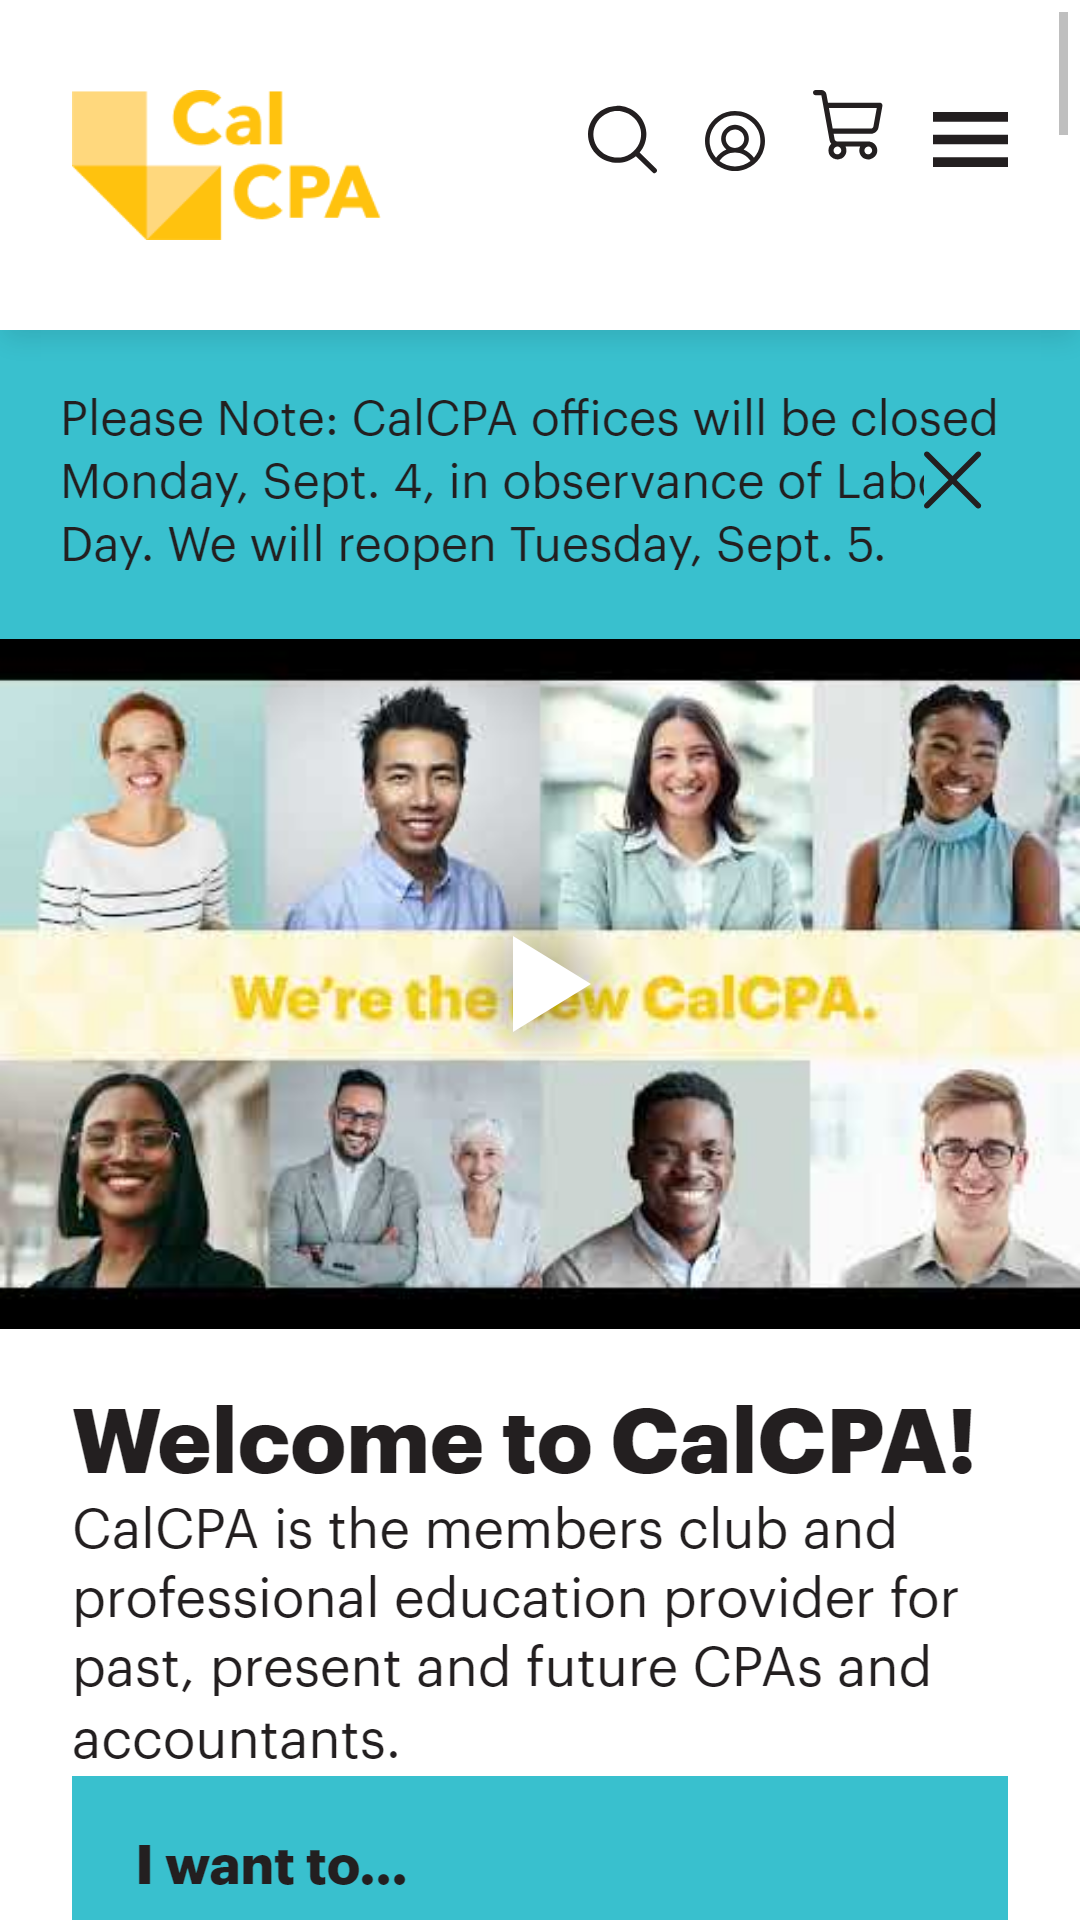 Cal
CPA
Please Note: CalCPA offices will be closed
Monday, Sept. 4, in observance of
Day. We will reopen Tuesday, Sept. 5.
We're the CalCPA.
Welcome to CalCPA!
CalCPA is the members club and
professional education provider for
past, present and future CPAs and
accountants.
I want to...